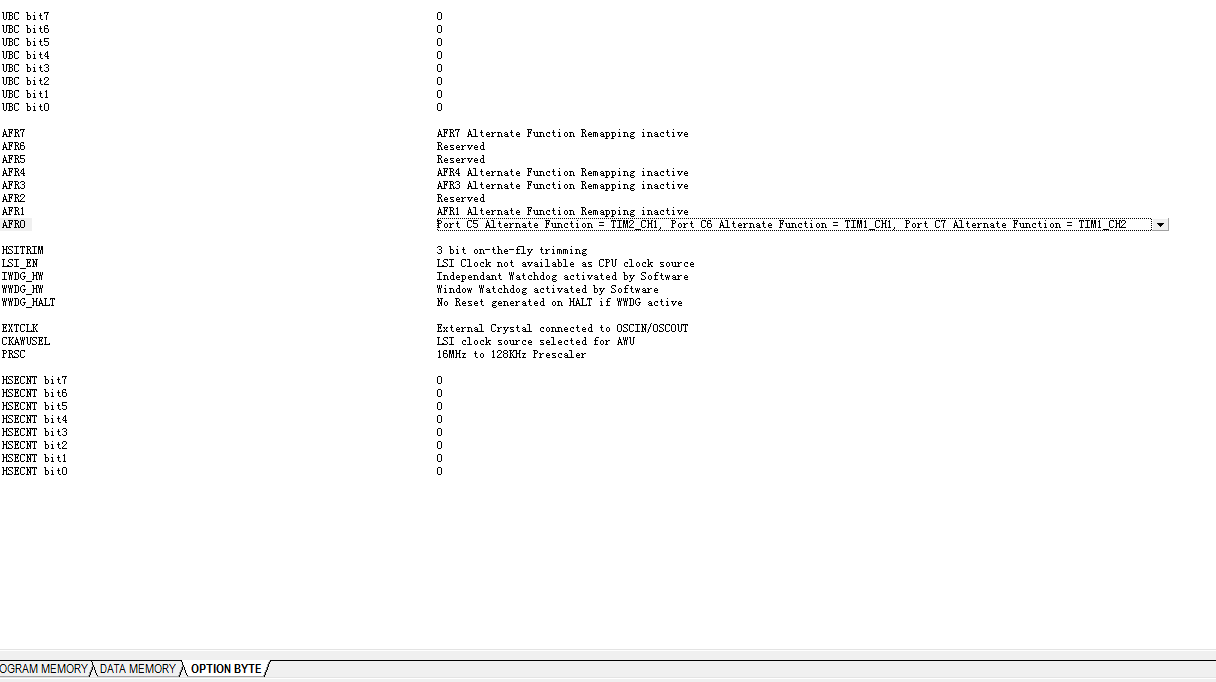 UBC bit7 0
UBC bit6 0
UBC bit5 0
UBC bit4 0
UBC bit3 0
UBC bit2 0
UBC bit1 0
UBC bit0 0
AFR7 AFR7 Alternate Function Remapping inactive
AFR6 Reserved
AFR5 Reserved
AFR4 AFR4 Alternate Function Remapping inactive
AFR3 AFR3 Alternate Function Remapping inactive
AFR2 Reserved
AFR1 AFR1 Alternate Function Remapping inactive
AFR0 Port C5 Alternate Function = TIM2_CH1, Port C6 Alternate Function = TIM1_CH1, Port C7 Alternate Function = TIM1_CH2
HSITRIM 3 bit on-the-fly trimming
LSI_EN LSI Clock not available as CPU clock source
IWDG_HW Independant Watchdog activated by Software
WWDG_HW Window Watchdog activated by Software
WWDG_HALT No Reset generated on HALT if WWDG active
EXTCLK External Crystal connected to OSCIN/OSCOUT
CKAWUSEL LSI clock source selected for AWU
PRSC 16MHz to 128KHz Prescaler
HSECNT bit7 0
HSECNT bit6 0
HSECNT bit5 0
HSECNT bit4 0
HSECNT bit3 0
HSECNT bit2 0
HSECNT bit1 0
HSECNT bit0 0
OGRAM MEMORY DATA MEMORY OPTION BYTE